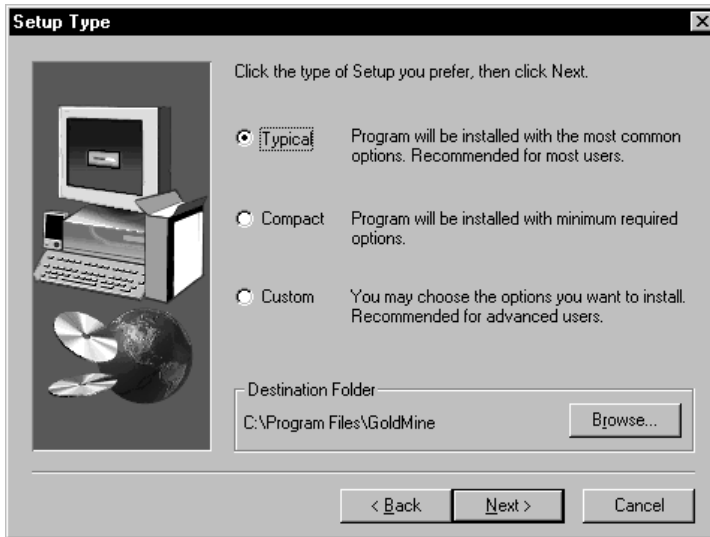 Setup Type
Click the type of Setup you prefer, then click Next.
Typical
Program will be installed with the most common
options. Recommended for most users.
Compact
Program will be installed with minimum required
options.
Custom
You may choose the options you want to install.
Recommended for advanced users.
Destination Folder
C:\Program Files\GoldMine
Browse...
< Back
Next >
Cancel